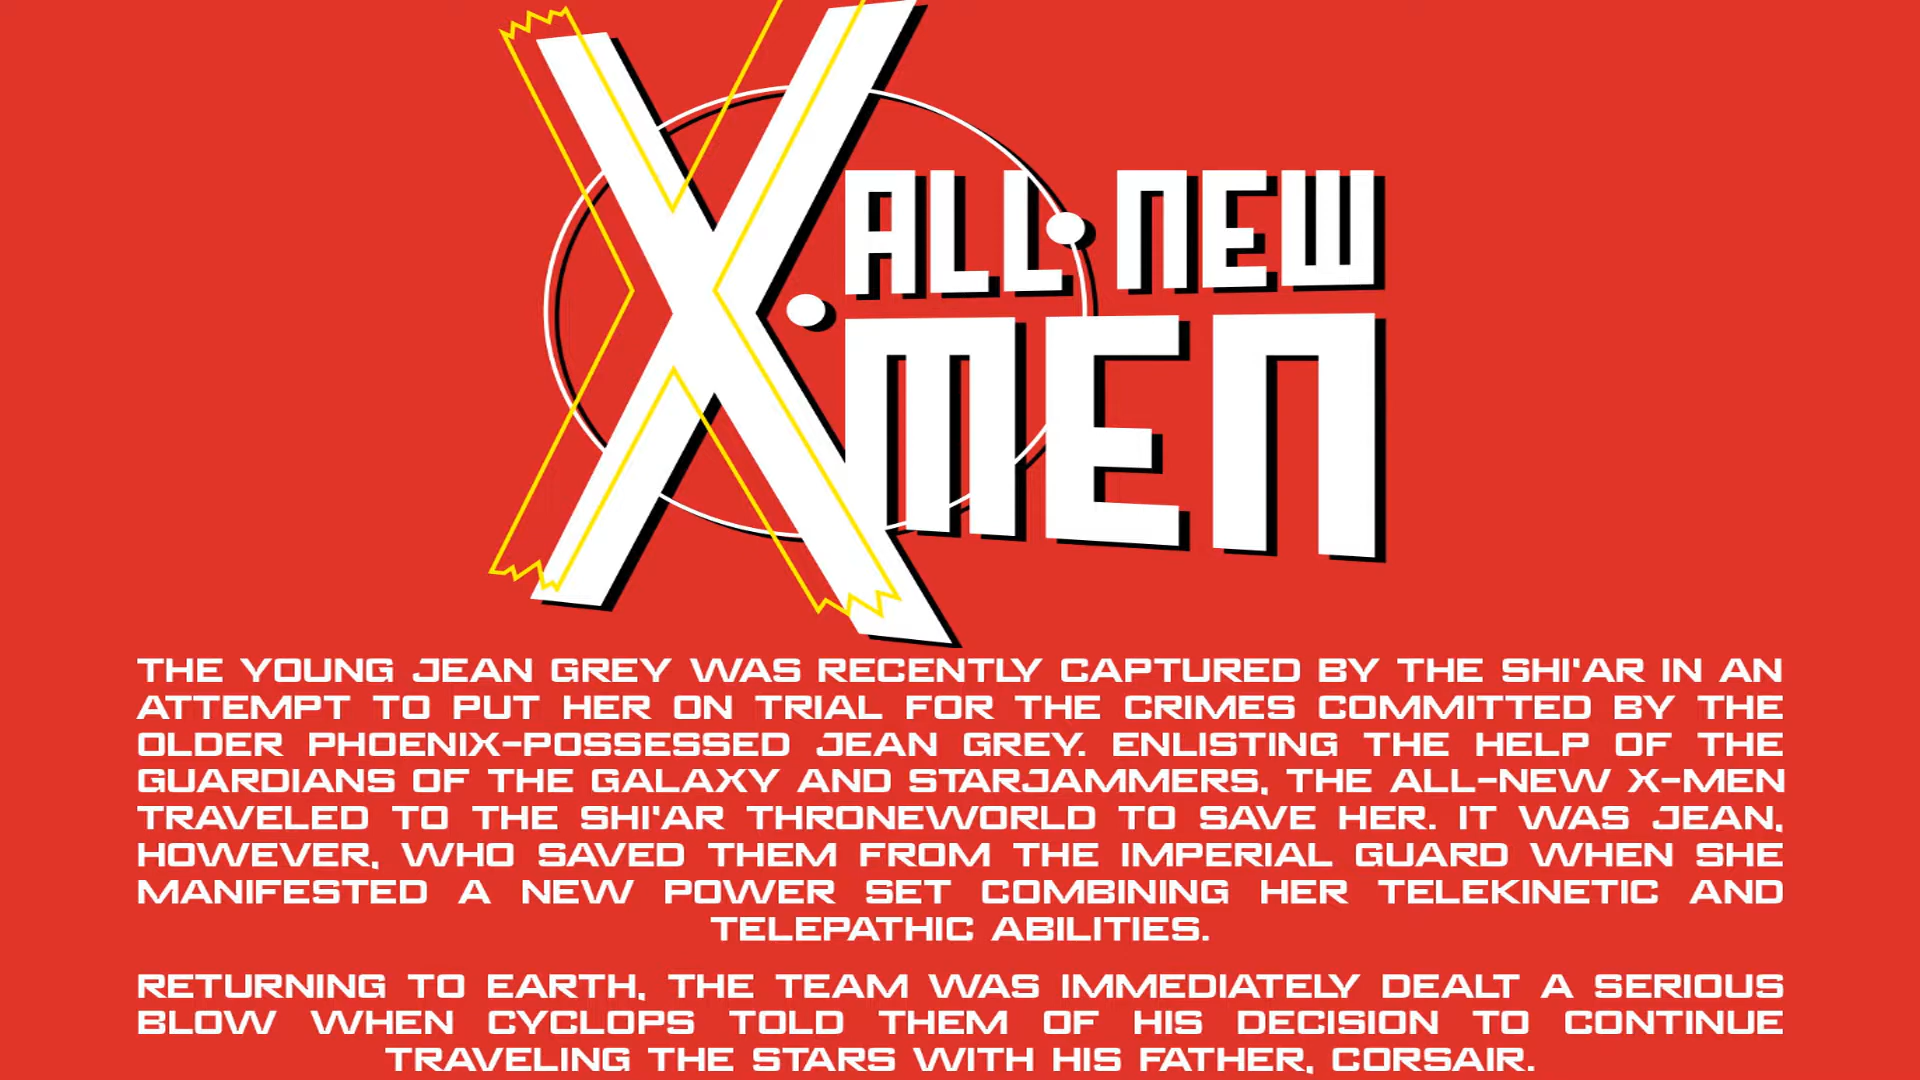 ALL NEW
X-MEN
THE YOUNG JEAN GREY WAS RECENTLY CAPTURED BY THE SHI'AR IN AN
ATTEMPT TO PUT HER ON TRIAL FOR THE CRIMES COMMITTED BY THE
OLDER PHOENIX-POSSESSED JEAN GREY. ENLISTING THE HELP OF THE
GUARDIANS OF THE GALAXY AND STARJAMMERS, THE ALL-NEW X-MEN
TRAVELED TO THE SHI'AR THRONEWORLD TO SAVE HER. IT WAS JEAN,
HOWEVER, WHO SAVED THEM FROM THE IMPERIAL GUARD WHEN SHE
MANIFESTED A NEW POWER SET COMBINING HER TELEKINETIC AND
TELEPATHIC ABILITIES.
RETURNING TO EARTH, THE TEAM WAS IMMEDIATELY DEALT A SERIOUS
BLOW WHEN CYCLOPS TOLD THEM OF HIS DECISION TO CONTINUE
TRAVELING THE STARS WITH HIS FATHER, CORSAIR.